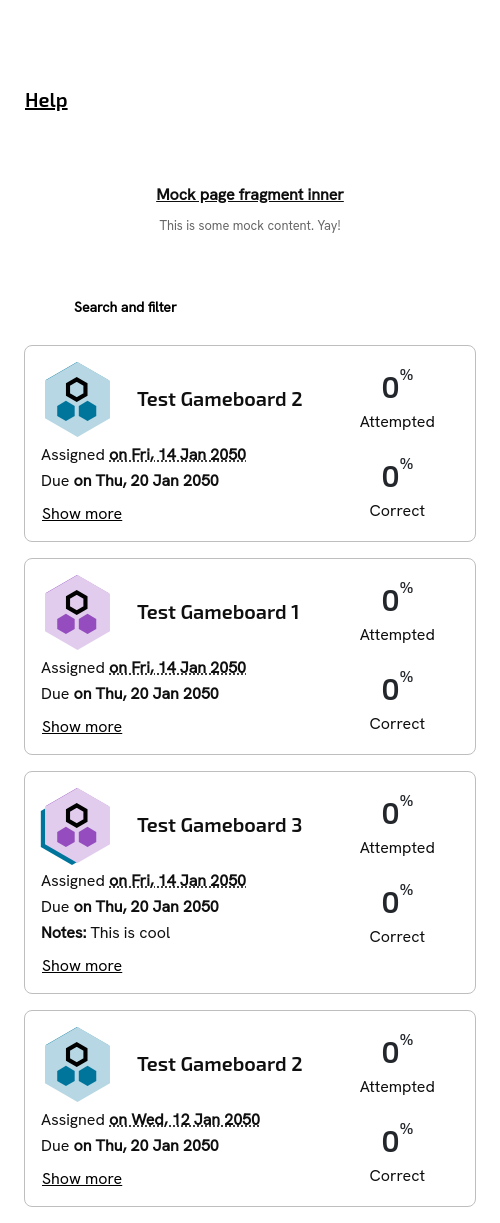 Help
Mock page fragment inner
This is some mock content. Yay!
Search and filter
Test Gameboard 2
0%
Attempted
0%
Correct
Assigned on Fri, 14 Jan 2050
Due on Thu, 20 Jan 2050
Show more
Test Gameboard 1
0%
Attempted
0%
Correct
Assigned on Fri, 14 Jan 2050
Due on Thu, 20 Jan 2050
Show more
Test Gameboard 3
0%
Attempted
0%
Correct
Assigned on Fri, 14 Jan 2050
Due on Thu, 20 Jan 2050
Notes: This is cool
Show more
Test Gameboard 2
0%
Attempted
0%
Correct
Assigned on Wed, 12 Jan 2050
Due on Thu, 20 Jan 2050
Show more